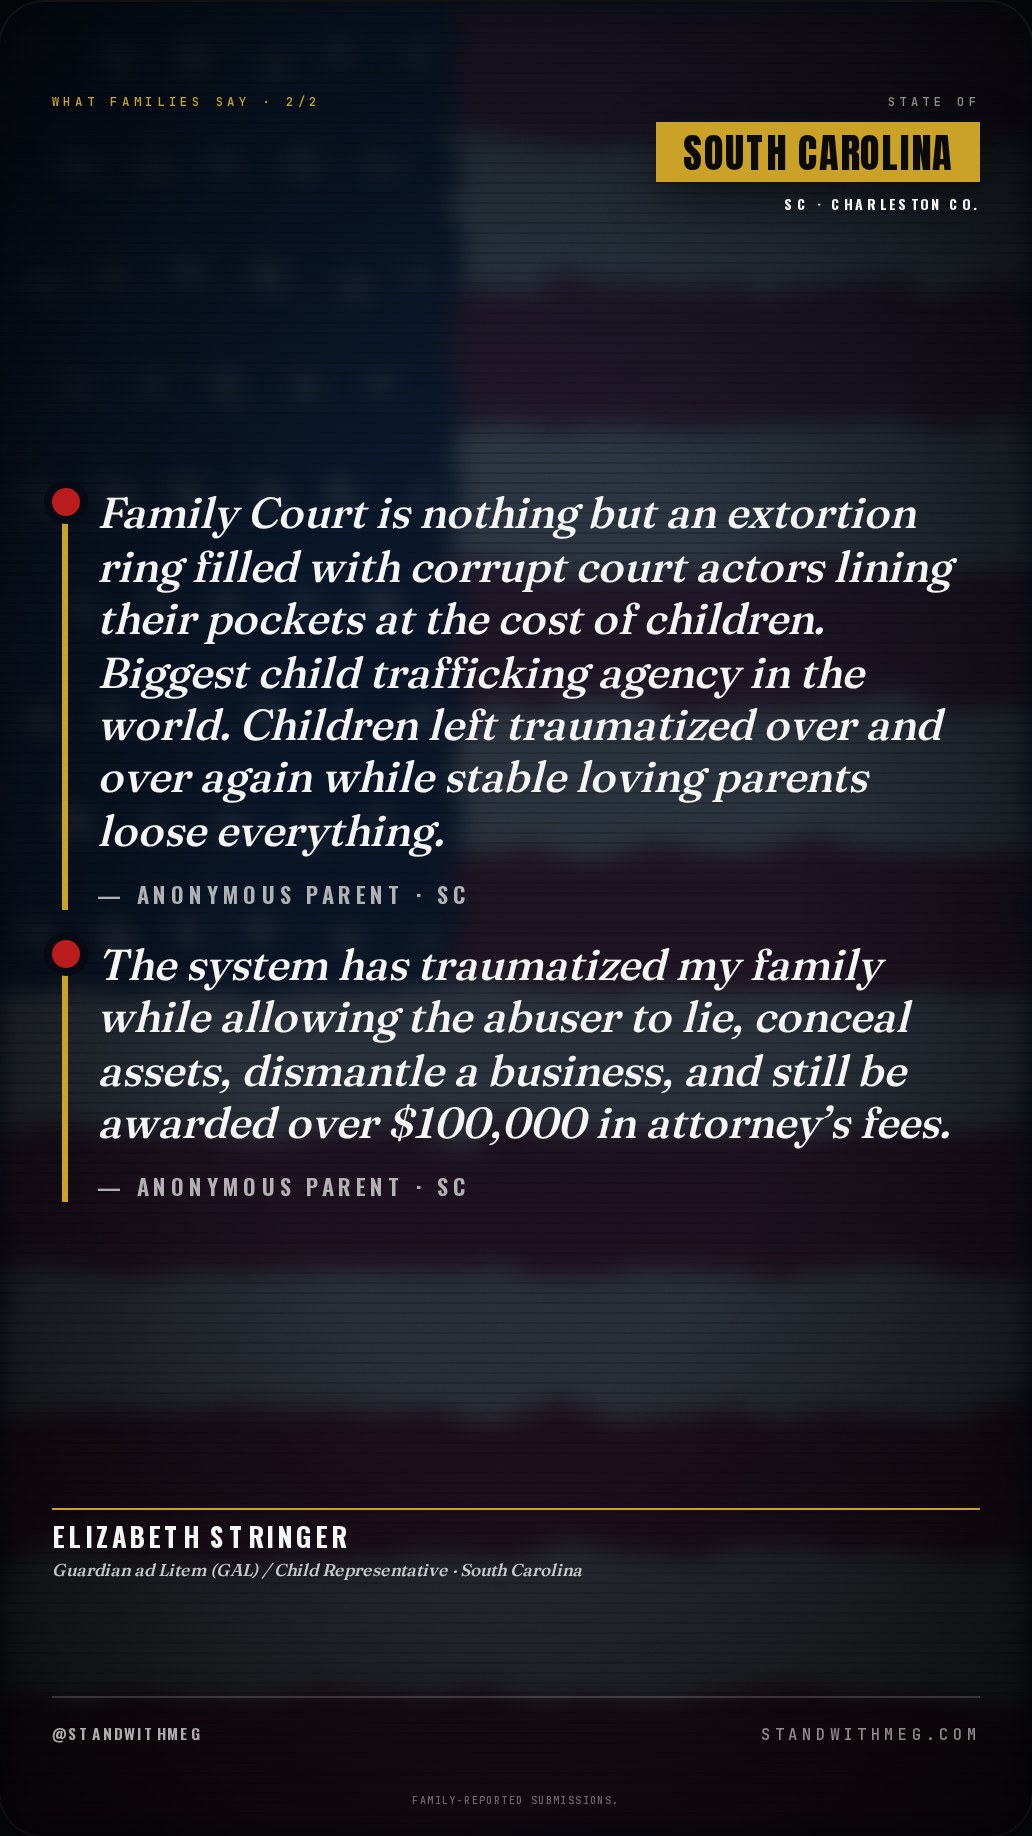 WHAT FAMILIES SAY · 2/2
STATE OF
SOUTH CAROLINA
SC · CHARLESTON CO.
Family Court is nothing but an extortion
ring filled with corrupt court actors lining
their pockets at the cost of children.
Biggest child trafficking agency in the
world. Children left traumatized over and
over again while stable loving parents
loose everything.
— ANONYMOUS PARENT · SC
The system has traumatized my family
while allowing the abuser to lie, conceal
assets, dismantle a business, and still be
awarded over $100,000 in attorney’s fees.
— ANONYMOUS PARENT · SC
ELIZABETH STRINGER
Guardian ad Litem (GAL) / Child Representative · South Carolina
@STANDWITHMEG
STANDWITHMEG.COM
FAMILY-REPORTED SUBMISSIONS.